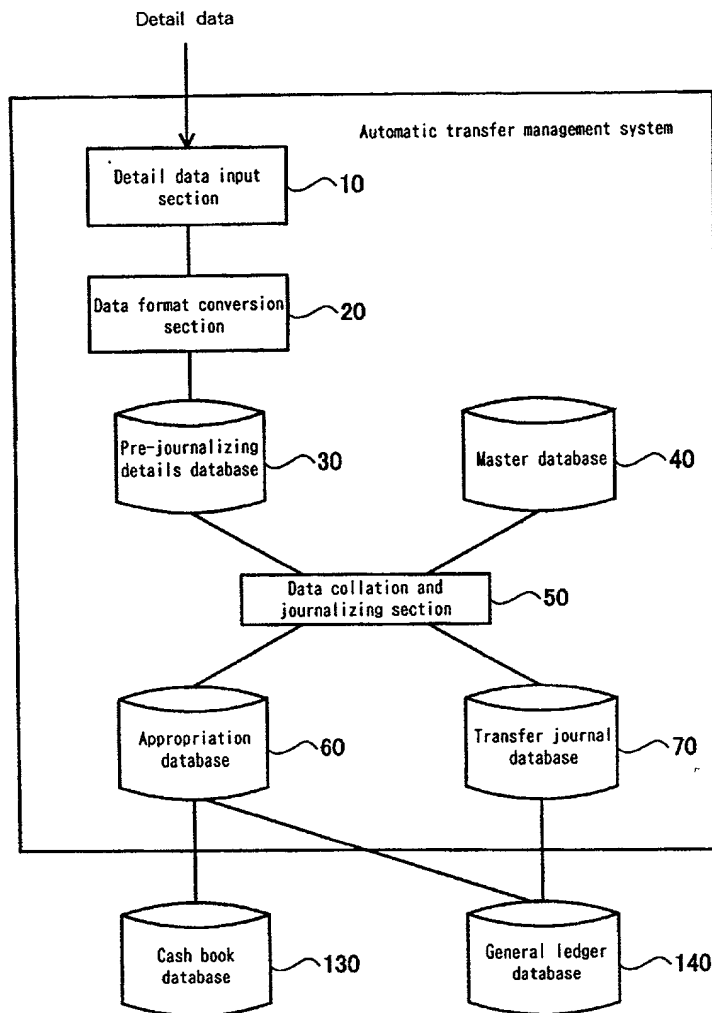 Detail data
Automatic transfer management system
Detail data input
section
10
Data format conversion
section
20
Pre-journalizing
details database
30
Master database
40
Data collation and
journalizing section
50
Appropriation
database
60
Transfer journal
database
70
Cash book
database
130
General ledger
database
140